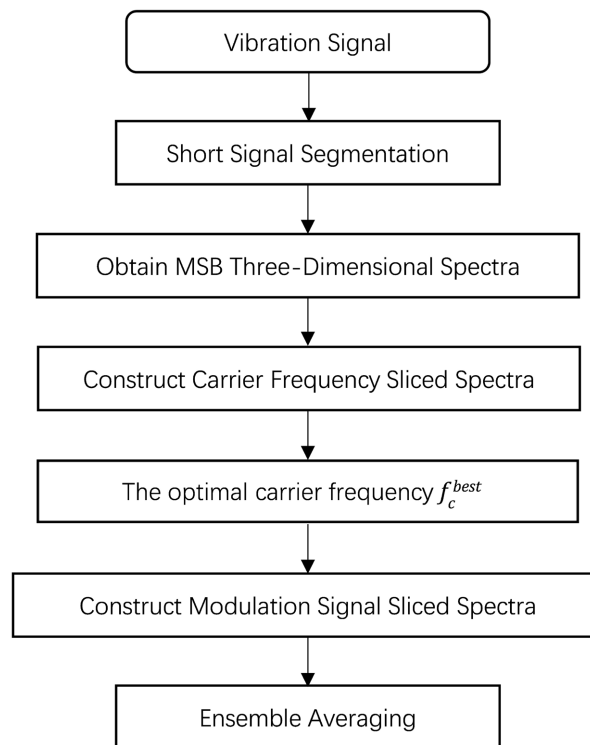 Vibration Signal
Short Signal Segmentation
Obtain MSB Three-Dimensional Spectra
Construct Carrier Frequency Sliced Spectra
The optimal carrier frequency f_c^{best}
Construct Modulation Signal Sliced Spectra
Ensemble Averaging